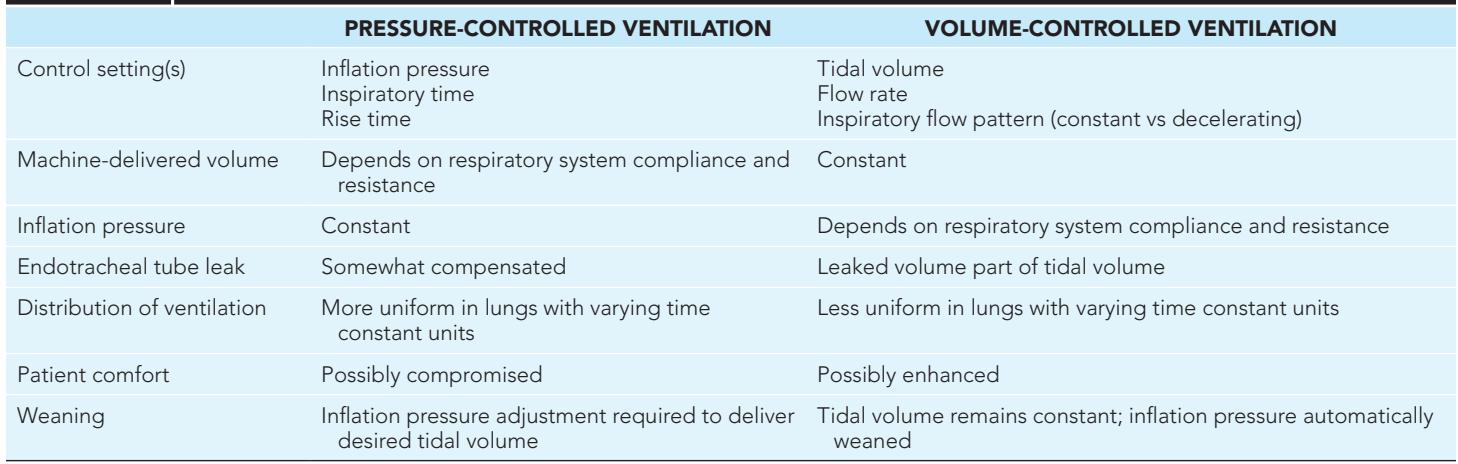 PRESSURE-CONTROLLED VENTILATION VOLUME-CONTROLLED VENTILATION
Control setting(s) Inflation pressure Tidal volume
Inspiratory time Flow rate
Rise time Inspiratory flow pattern (constant vs decelerating)
Machine-delivered volume Depends on respiratory system compliance and Constant
resistance
Inflation pressure Constant Depends on respiratory system compliance and resistance
Endotracheal tube leak Somewhat compensated Leaked volume part of tidal volume
Distribution of ventilation More uniform in lungs with varying time Less uniform in lungs with varying time constant units
constant units
Patient comfort Possibly compromised Possibly enhanced
Weaning Inflation pressure adjustment required to deliver Tidal volume remains constant; inflation pressure automatically
desired tidal volume weaned